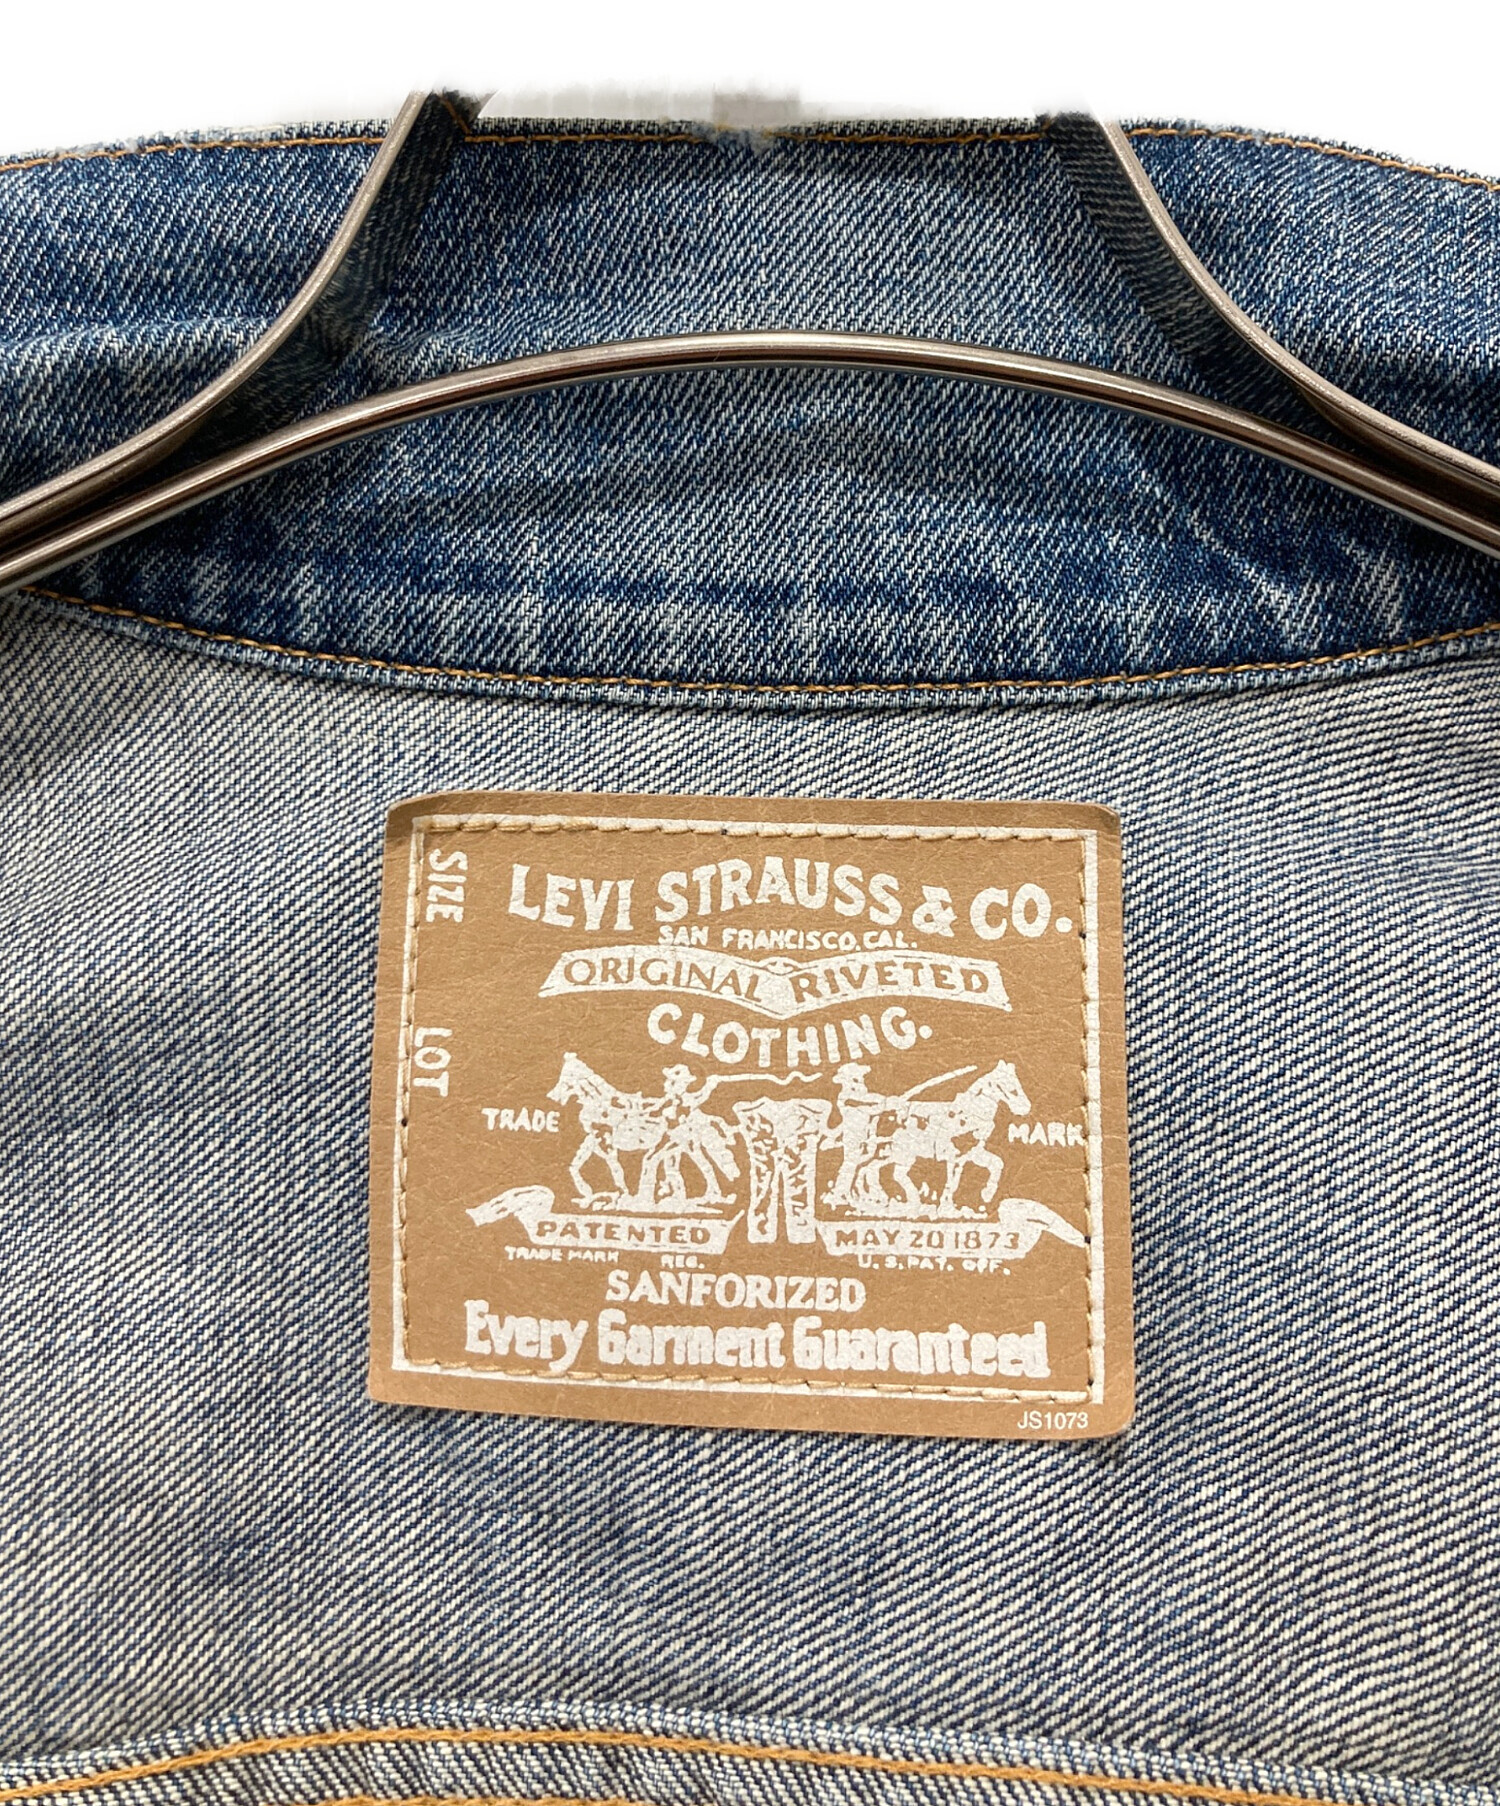 SIZE
LOT
LEVI STRAUSS & CO.
SAN FRANCISCO, CAL.
ORIGINAL RIVETED
CLOTHING.
TRADE MARK
PATENTED MAY 20 1873
TRADE MARK REG. U.S. PAT. OFF.
SANFORIZED
Every Garment Guaranteed
JS1073